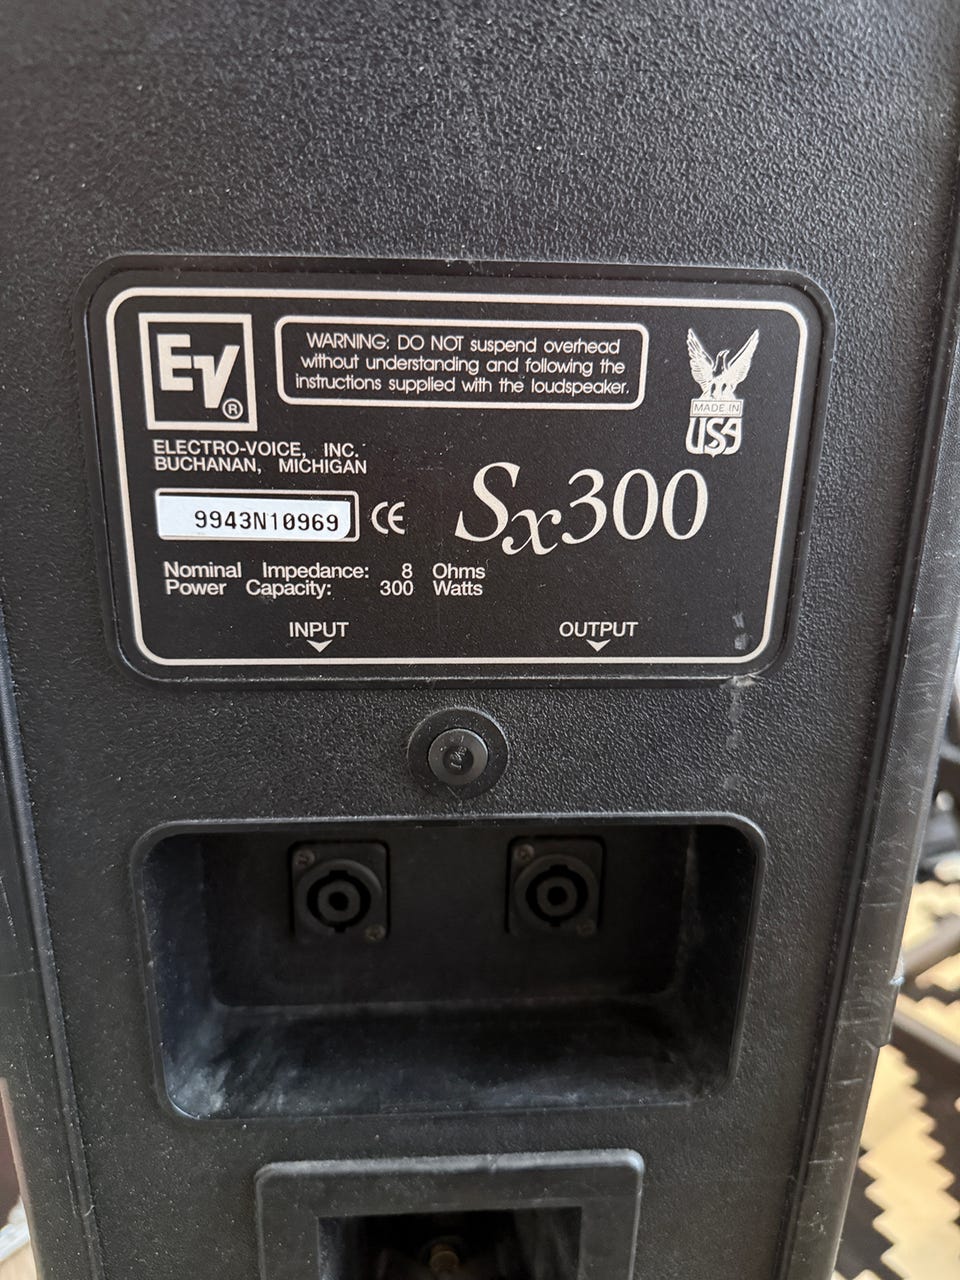 EV®
WARNING: DO NOT suspend overhead
without understanding and following the
instructions supplied with the loudspeaker.
MADE IN
USA
ELECTRO-VOICE, INC.
BUCHANAN, MICHIGAN
9943N10969
CE
Sx300
Nominal Impedance: 8 Ohms
Power Capacity: 300 Watts
INPUT
OUTPUT